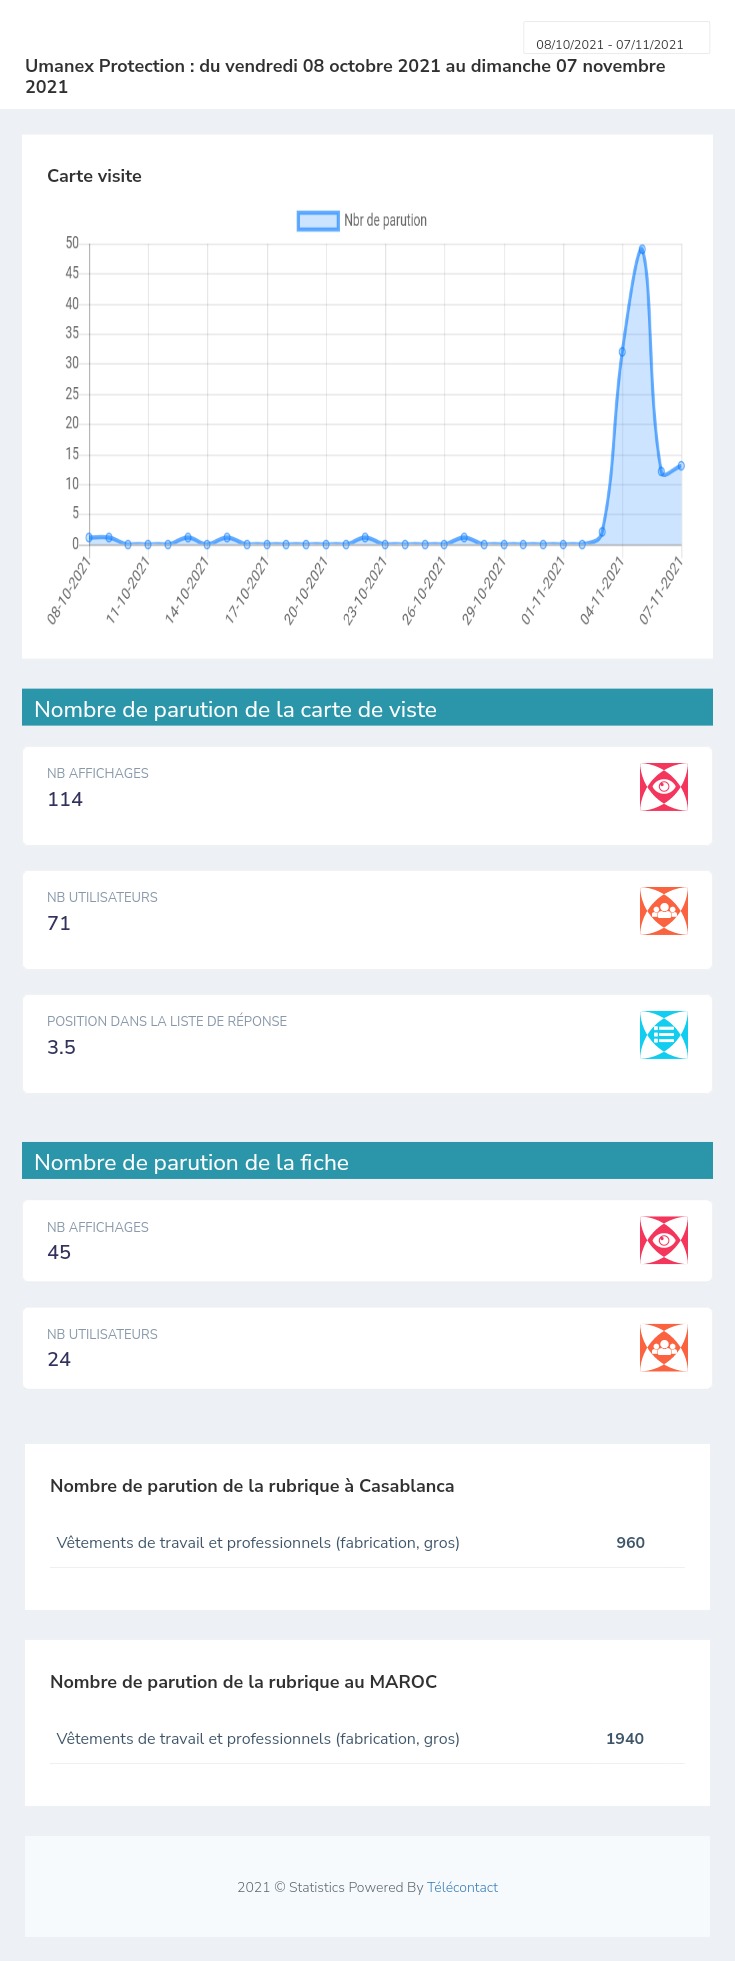 08/10/2021 - 07/11/2021
Umanex Protection : du vendredi 08 octobre 2021 au dimanche 07 novembre
2021
Carte visite
Nbr de parution
50
45
40
35
30
25
20
15
10
5
0
08-10-2021
11-10-2021
14-10-2021
17-10-2021
20-10-2021
23-10-2021
26-10-2021
29-10-2021
01-11-2021
04-11-2021
07-11-2021
Nombre de parution de la carte de viste
NB AFFICHAGES
114
NB UTILISATEURS
71
POSITION DANS LA LISTE DE RÉPONSE
3.5
Nombre de parution de la fiche
NB AFFICHAGES
45
NB UTILISATEURS
24
Nombre de parution de la rubrique à Casablanca
Vêtements de travail et professionnels (fabrication, gros) 960
Nombre de parution de la rubrique au MAROC
Vêtements de travail et professionnels (fabrication, gros) 1940
2021 © Statistics Powered By Télécontact